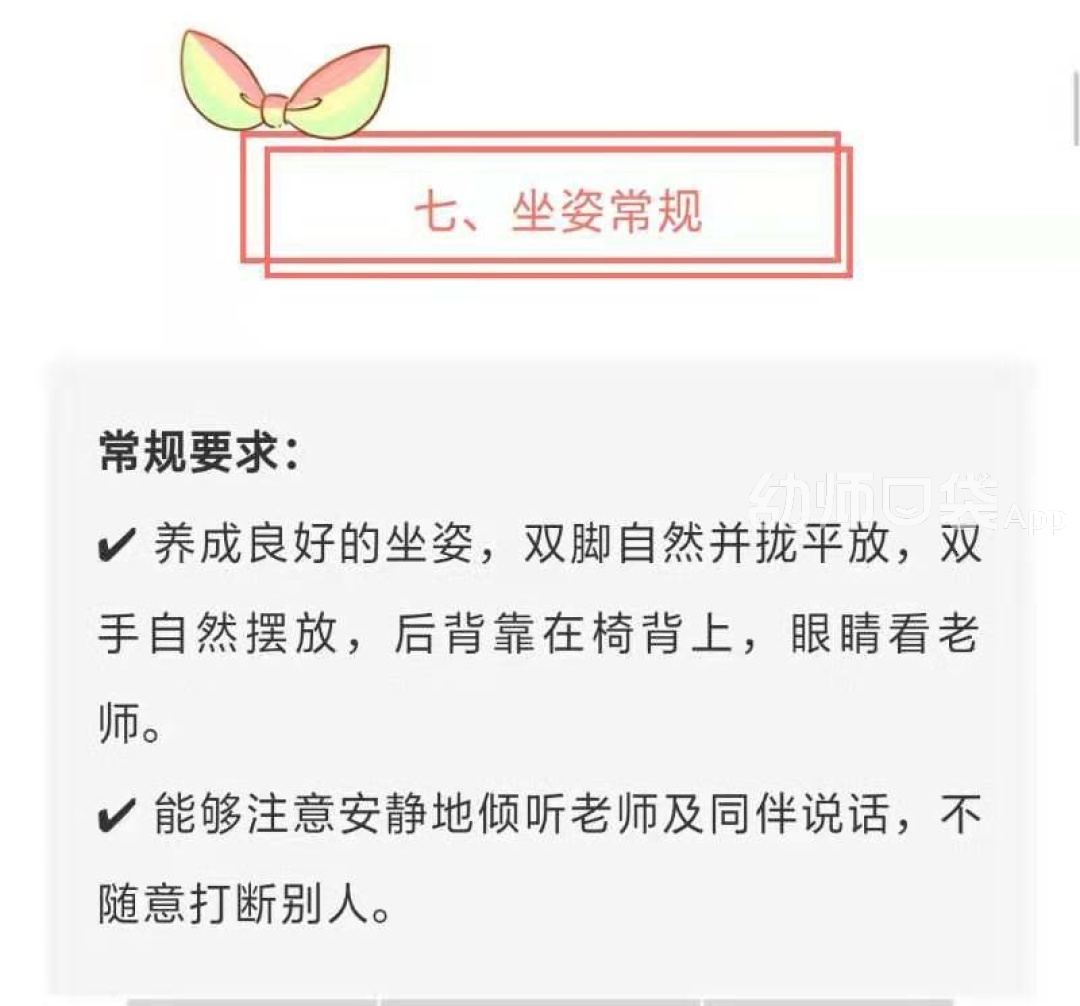 七、坐姿常规
常规要求：
幼师口袋App
✔ 养成良好的坐姿，双脚自然并拢平放，双
手自然摆放，后背靠在椅背上，眼睛看老
师。
✔ 能够注意安静地倾听老师及同伴说话，不
随意打断别人。